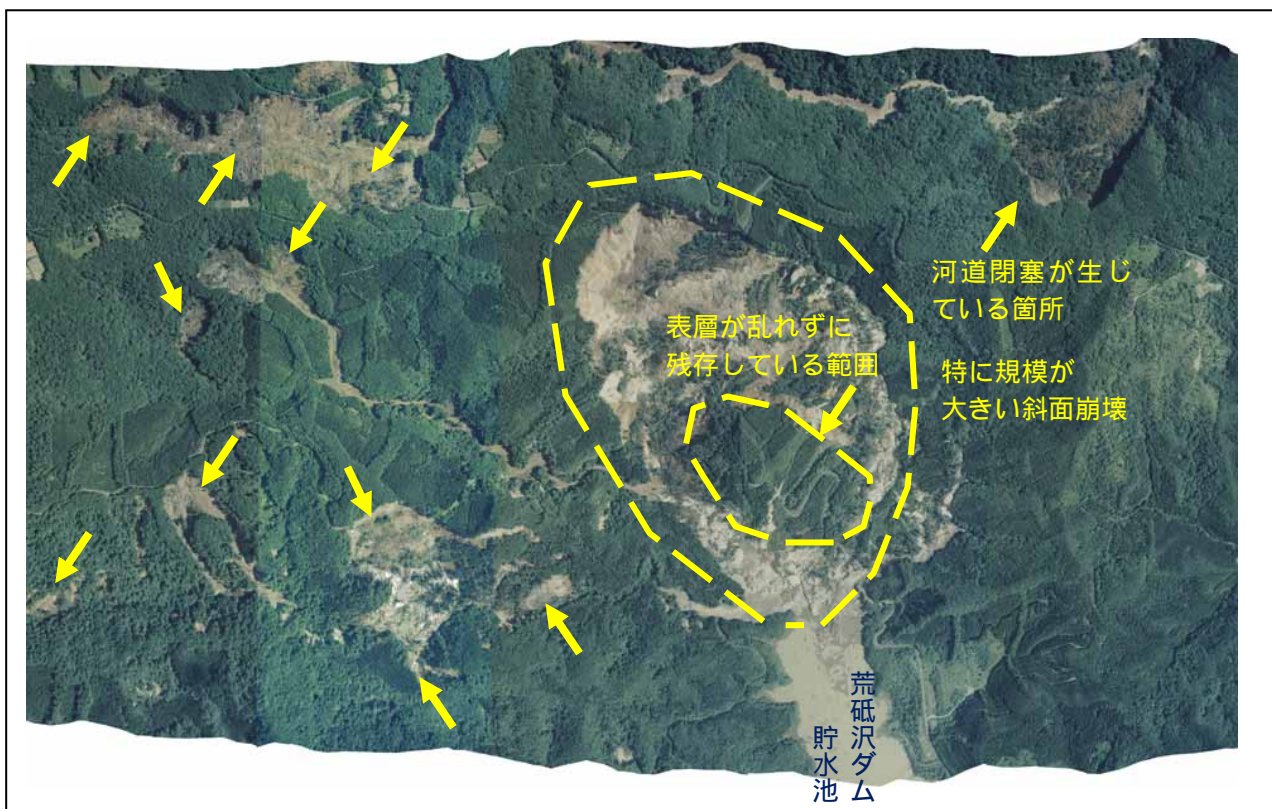 河道閉塞が生じ
ている箇所
表層が乱れずに
残存している範囲
特に規模が
大きい斜面崩壊
荒砥沢ダム
貯水池